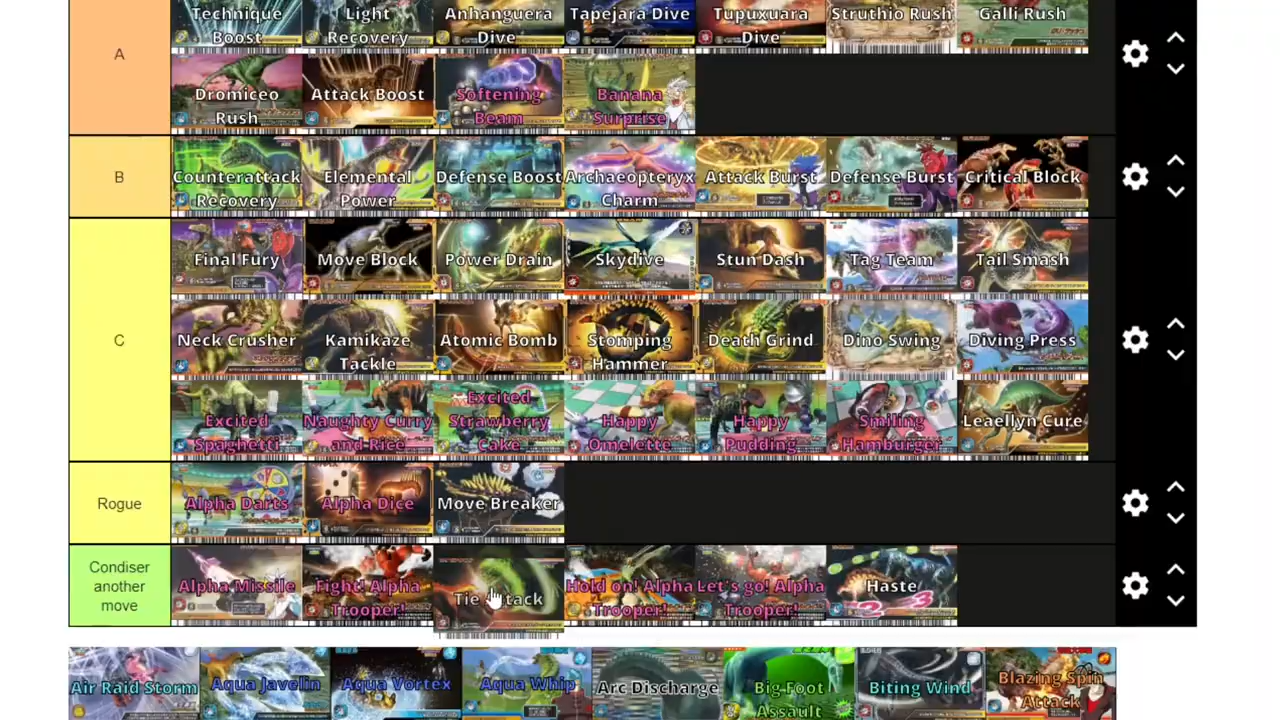 A
Technique
Boost
Light
Recovery
Anhanguera
Dive
Tapejara Dive
Tupuxuara
Dive
Struthio Rush
Galli Rush
Dromiceo
Rush
Attack Boost
Softening
Beam
Banana
Surprise
B
Counterattack
Recovery
Elemental
Power
Defense Boost
Archaeopteryx
Charm
Attack Burst
Defense Burst
Critical Block
C
Final Fury
Move Block
Power Drain
Skydive
Stun Dash
Tag Team
Tail Smash
Neck Crusher
Kamikaze
Tackle
Atomic Bomb
Stomping
Hammer
Death Grind
Dino Swing
Diving Press
Excited
Spaghetti
Naughty Curry
and Rice
Excited
Strawberry
Cake
Happy
Omelette
Happy
Pudding
Smiling
Hamburger
Leaellyn Cure
Rogue
Alpha Darts
Alpha Dice
Move Breaker
Condiser
another
move
Alpha Missile
Fight! Alpha
Trooper!
Tie Attack
Hold on! Alpha
Trooper!
Let's go! Alpha
Trooper!
Haste
Air Raid Storm
Aqua Javelin
Aqua Vortex
Aqua Whip
Arc Discharge
Big Foot
Assault
Biting Wind
Blazing Spin
Attack